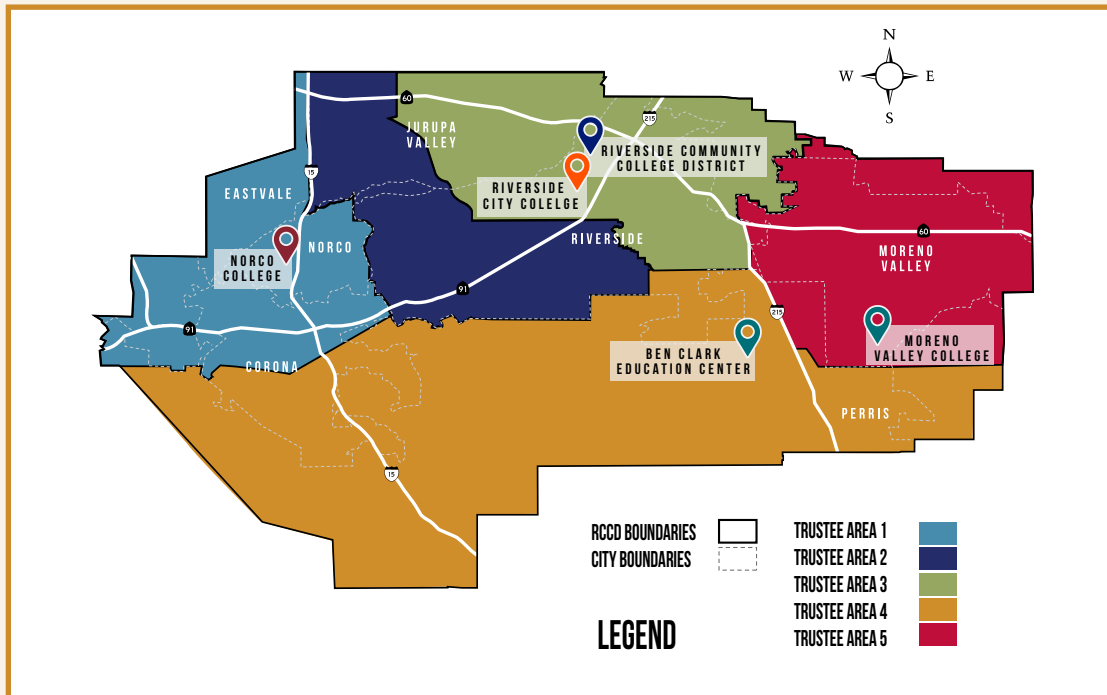 N
W E
S
60
JURUPA
VALLEY
215
RIVERSIDE COMMUNITY
COLLEGE DISTRICT
RIVERSIDE
CITY COLELGE
15
EASTVALE
NORCO
NORCO
COLLEGE
RIVERSIDE
60
MORENO
VALLEY
91
91
215
MORENO
VALLEY COLLEGE
BEN CLARK
EDUCATION CENTER
CORONA
PERRIS
15
RCCD BOUNDARIES
CITY BOUNDARIES
LEGEND
TRUSTEE AREA 1
TRUSTEE AREA 2
TRUSTEE AREA 3
TRUSTEE AREA 4
TRUSTEE AREA 5